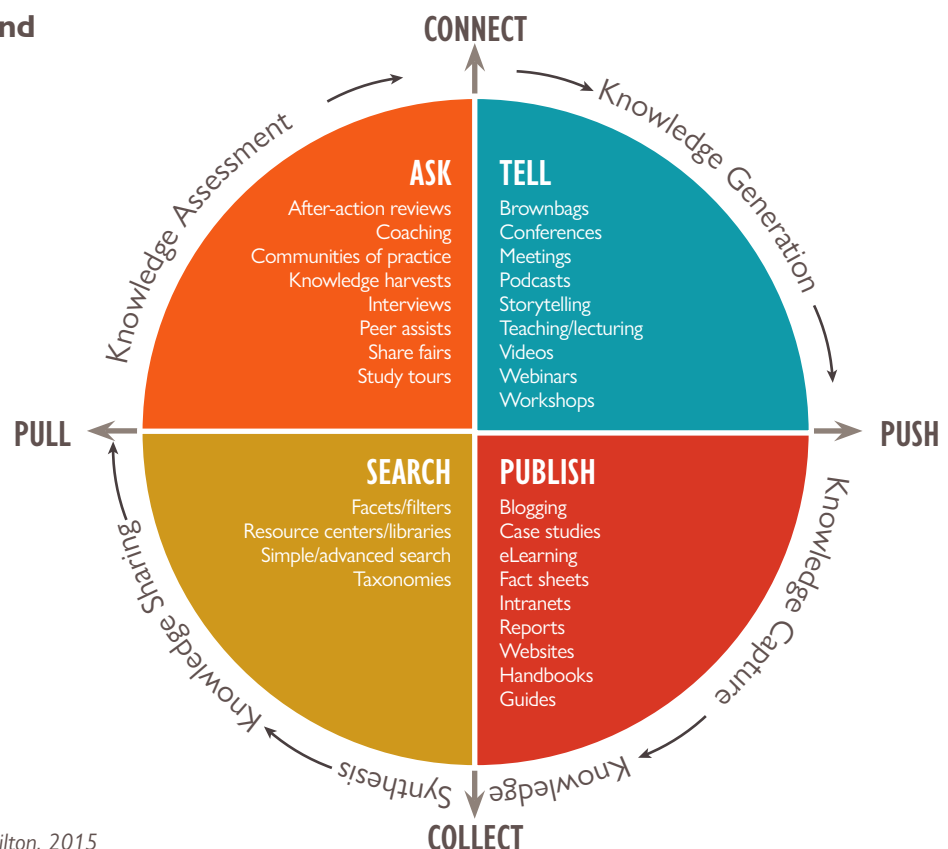 nd
CONNECT
Knowledge Assessment
Knowledge Generation
ASK
After-action reviews
Coaching
Communities of practice
Knowledge harvests
Interviews
Peer assists
Share fairs
Study tours
TELL
Brownbags
Conferences
Meetings
Podcasts
Storytelling
Teaching/lecturing
Videos
Webinars
Workshops
PULL
PUSH
SEARCH
Facets/filters
Resource centers/libraries
Simple/advanced search
Taxonomies
PUBLISH
Blogging
Case studies
eLearning
Fact sheets
Intranets
Reports
Websites
Handbooks
Guides
Knowledge Capture
Knowledge Synthesis
Knowledge Sharing
COLLECT
ilton, 2015